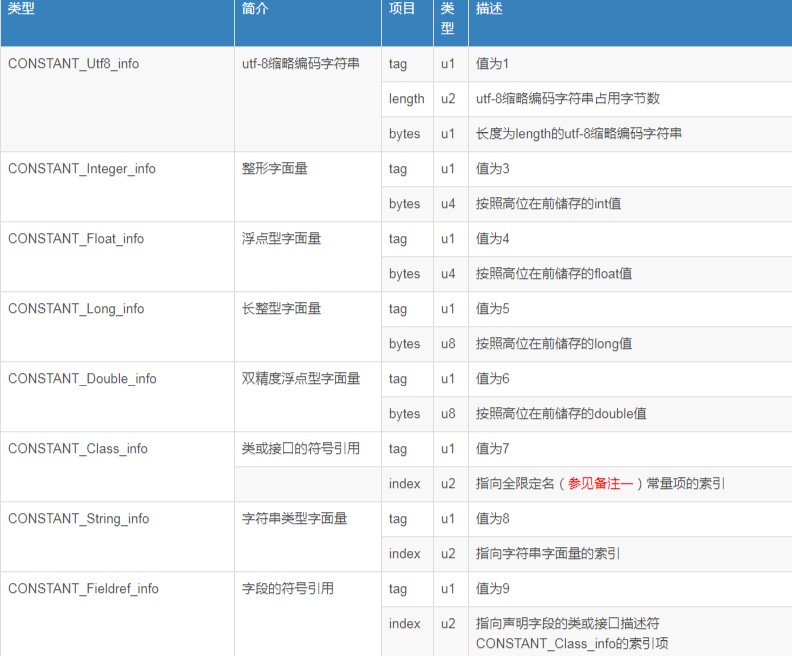 类型 简介 项目 类型 描述
CONSTANT_Utf8_info utf-8缩略编码字符串 tag u1 值为1
length u2 utf-8缩略编码字符串占用字节数
bytes u1 长度为length的utf-8缩略编码字符串
CONSTANT_Integer_info 整形字面量 tag u1 值为3
bytes u4 按照高位在前储存的int值
CONSTANT_Float_info 浮点型字面量 tag u1 值为4
bytes u4 按照高位在前储存的float值
CONSTANT_Long_info 长整型字面量 tag u1 值为5
bytes u8 按照高位在前储存的long值
CONSTANT_Double_info 双精度浮点型字面量 tag u1 值为6
bytes u8 按照高位在前储存的double值
CONSTANT_Class_info 类或接口的符号引用 tag u1 值为7
index u2 指向全限定名（参见备注一）常量项的索引
CONSTANT_String_info 字符串类型字面量 tag u1 值为8
index u2 指向字符串字面量的索引
CONSTANT_Fieldref_info 字段的符号引用 tag u1 值为9
index u2 指向声明字段的类或接口描述符
CONSTANT_Class_info的索引项